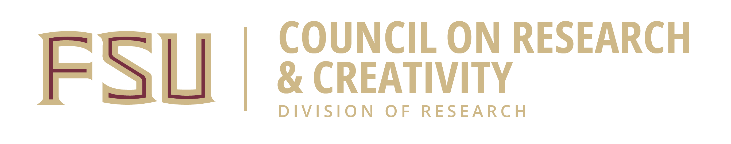 FSU
COUNCIL ON RESEARCH
& CREATIVITY
DIVISION OF RESEARCH